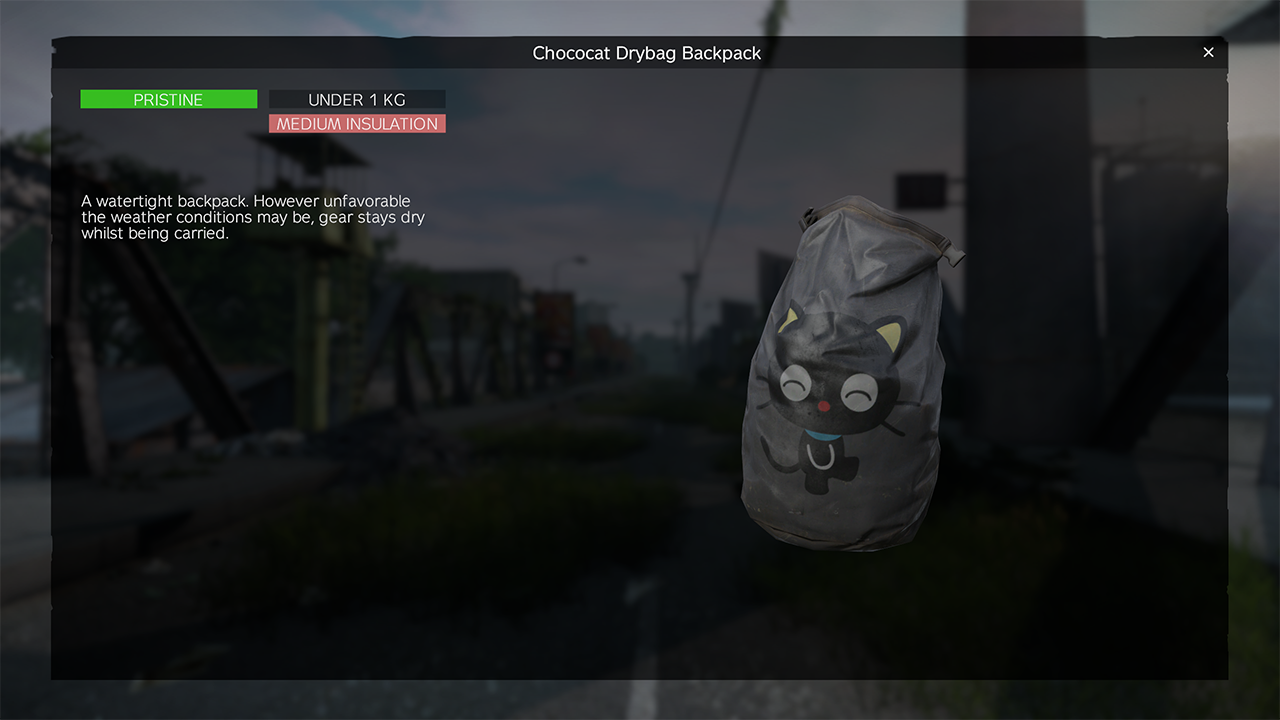 Chococat Drybag Backpack
PRISTINE
UNDER 1 KG
MEDIUM INSULATION
A watertight backpack. However unfavorable
the weather conditions may be, gear stays dry
whilst being carried.